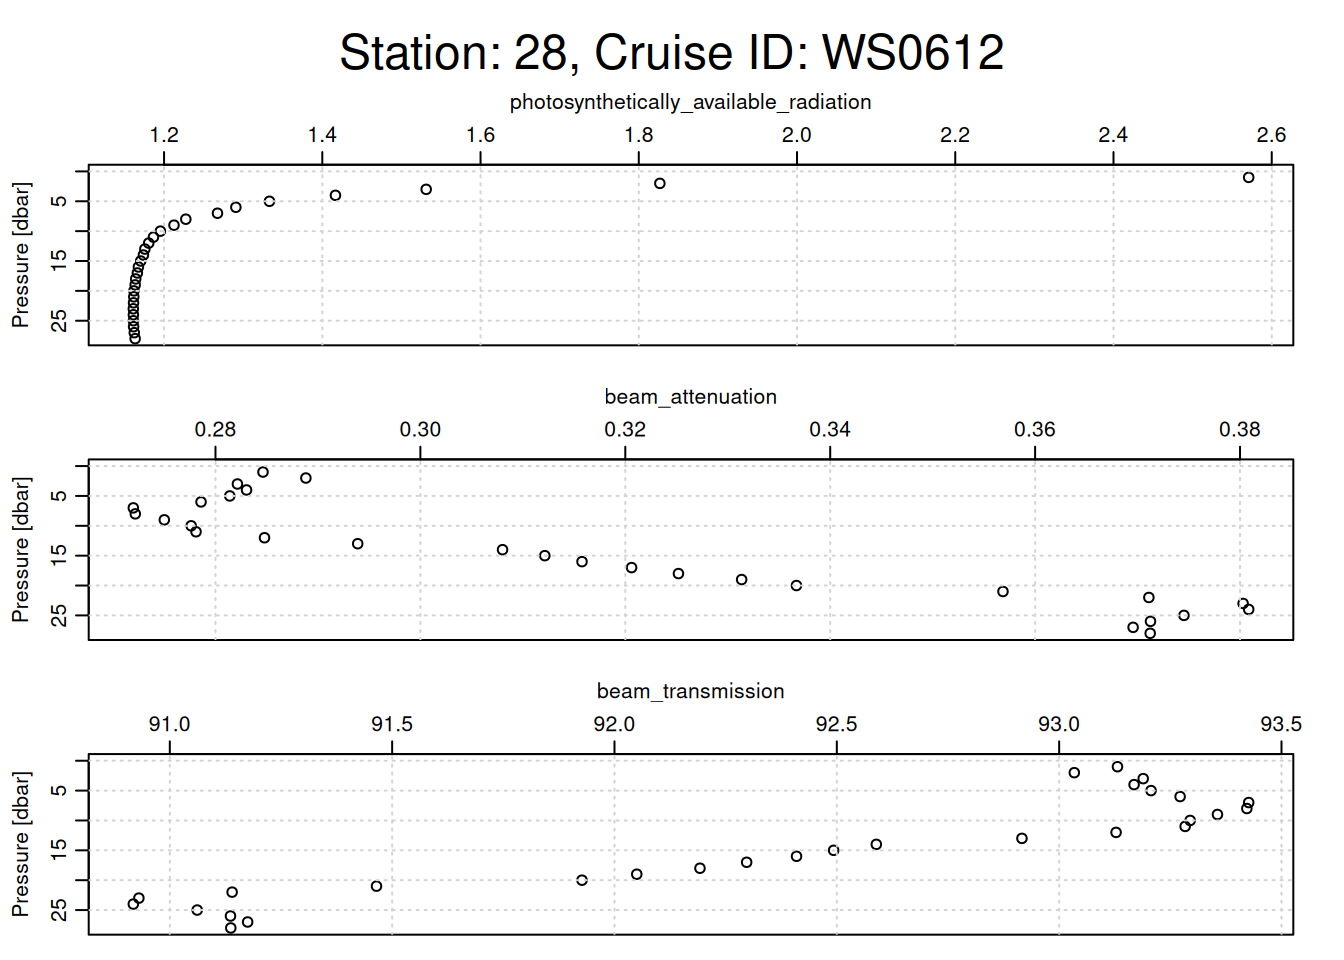 Station: 28, Cruise ID: WS0612
photosynthetically_available_radiation
1.2 1.4 1.6 1.8 2.0 2.2 2.4 2.6
Pressure [dbar]
5
15
25
beam_attenuation
0.28 0.30 0.32 0.34 0.36 0.38
Pressure [dbar]
5
15
25
beam_transmission
91.0 91.5 92.0 92.5 93.0 93.5
Pressure [dbar]
5
15
25